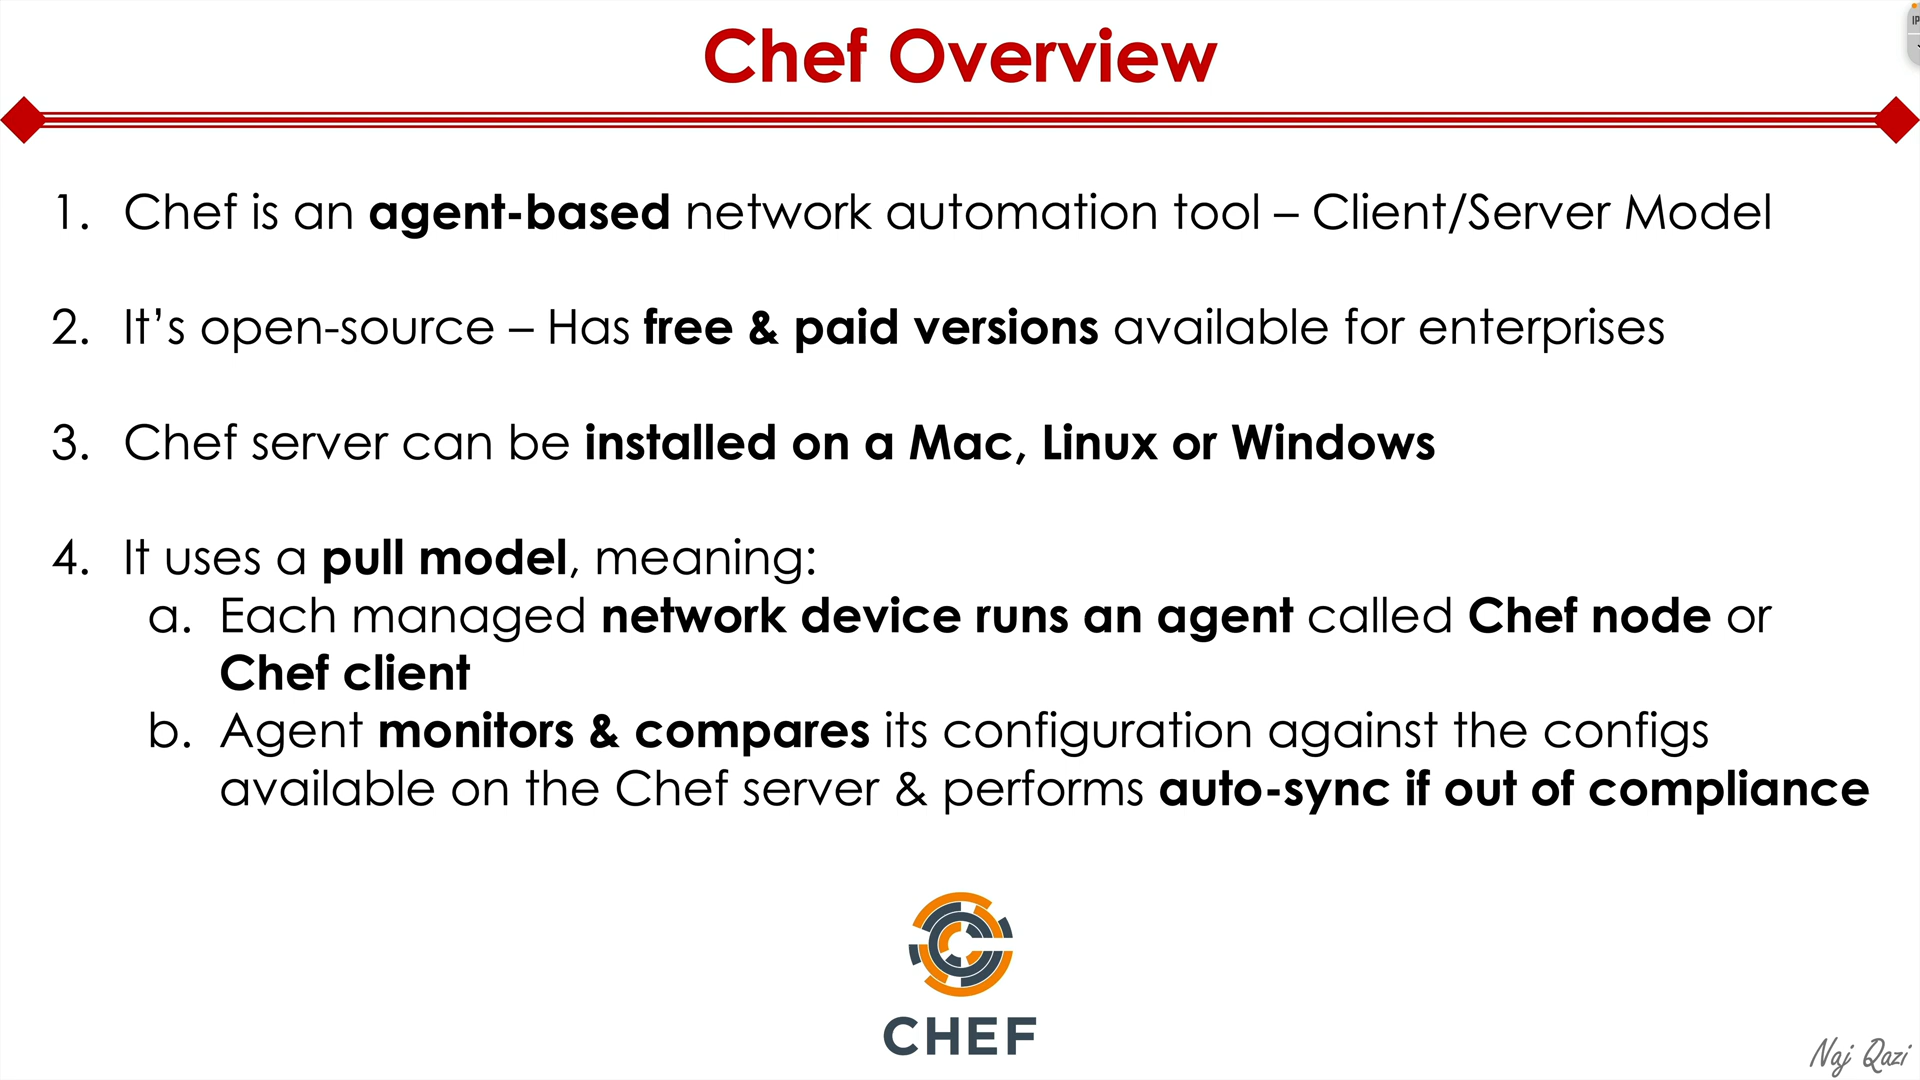 Chef Overview
1. Chef is an agent-based network automation tool – Client/Server Model
2. It’s open-source – Has free & paid versions available for enterprises
3. Chef server can be installed on a Mac, Linux or Windows
4. It uses a pull model, meaning:
a. Each managed network device runs an agent called Chef node or
Chef client
b. Agent monitors & compares its configuration against the configs
available on the Chef server & performs auto-sync if out of compliance
CHEF
Naj Qazi